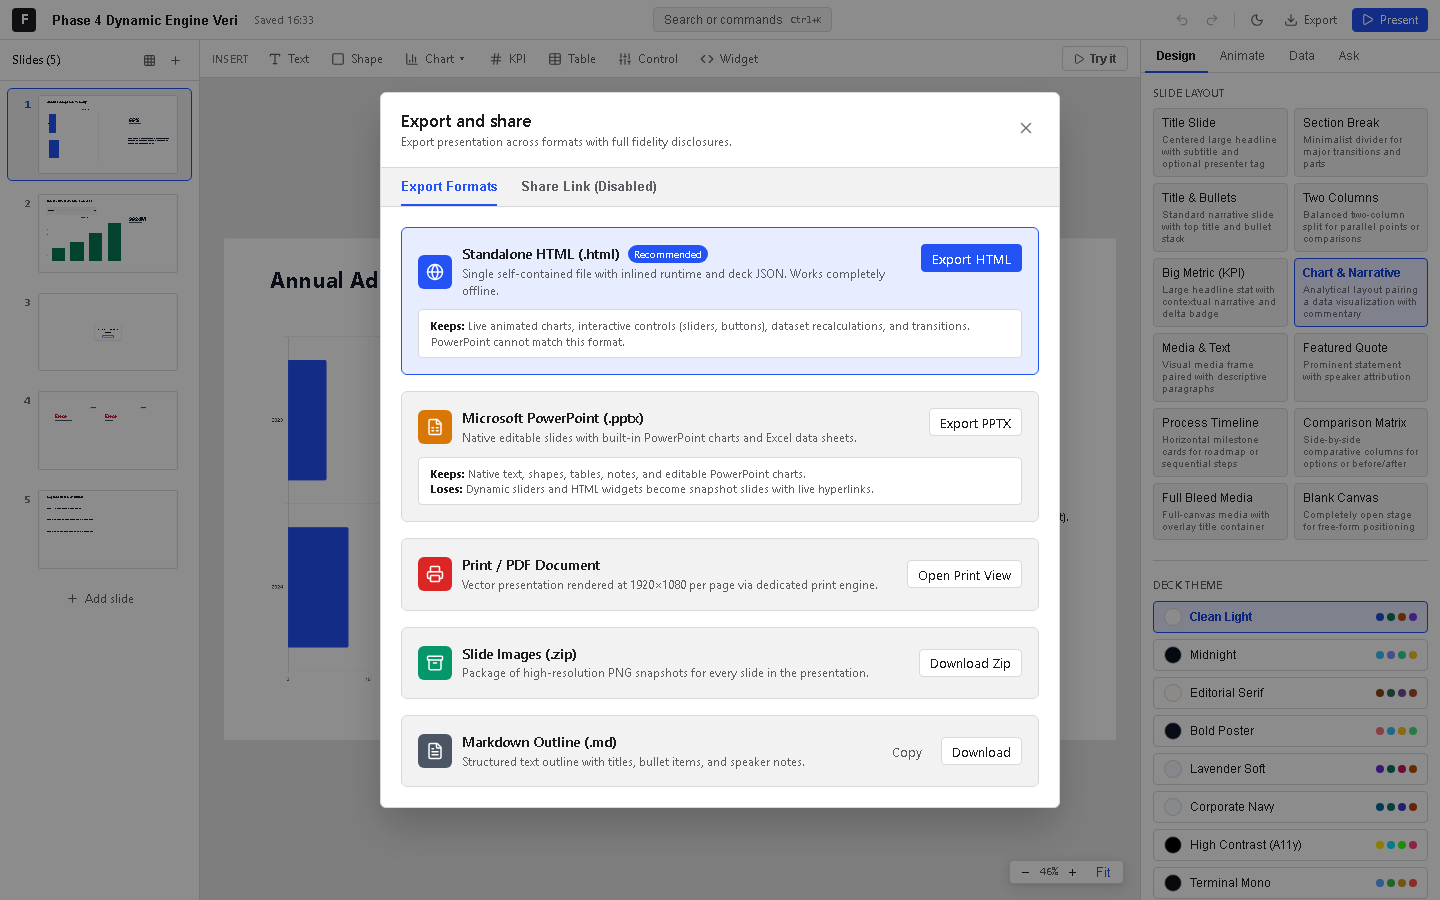 F
Phase 4 Dynamic Engine Veri
Saved 16:33
Search or commands Ctrl+K
Export
Present
Slides (5)
INSERT
Text
Shape
Chart
KPI
Table
Control
Widget
Try it
Design
Animate
Data
Ask
1
2
3
4
5
Add slide
Annual Ad
2023
2024
Export and share
Export presentation across formats with full fidelity disclosures.
Export Formats
Share Link (Disabled)
Standalone HTML (.html) Recommended
Single self-contained file with inlined runtime and deck JSON. Works completely
offline.
Export HTML
Keeps: Live animated charts, interactive controls (sliders, buttons), dataset recalculations, and transitions.
PowerPoint cannot match this format.
Microsoft PowerPoint (.pptx)
Native editable slides with built-in PowerPoint charts and Excel data sheets.
Export PPTX
Keeps: Native text, shapes, tables, notes, and editable PowerPoint charts.
Loses: Dynamic sliders and HTML widgets become snapshot slides with live hyperlinks.
Print / PDF Document
Vector presentation rendered at 1920×1080 per page via dedicated print engine.
Open Print View
Slide Images (.zip)
Package of high-resolution PNG snapshots for every slide in the presentation.
Download Zip
Markdown Outline (.md)
Structured text outline with titles, bullet items, and speaker notes.
Copy
Download
46%
Fit
SLIDE LAYOUT
Title Slide
Centered large headline
with subtitle and
optional presenter tag
Section Break
Minimalist divider for
major transitions and
parts
Title & Bullets
Standard narrative slide
with top title and bullet
stack
Two Columns
Balanced two-column
split for parallel points or
comparisons
Big Metric (KPI)
Large headline stat with
contextual narrative and
delta badge
Chart & Narrative
Analytical layout pairing
a data visualization with
commentary
Media & Text
Visual media frame
paired with descriptive
paragraphs
Featured Quote
Prominent statement
with speaker attribution
Process Timeline
Horizontal milestone
cards for roadmap or
sequential steps
Comparison Matrix
Side-by-side
comparative columns for
options or before/after
Full Bleed Media
Full-canvas media with
overlay title container
Blank Canvas
Completely open stage
for free-form positioning
DECK THEME
Clean Light
Midnight
Editorial Serif
Bold Poster
Lavender Soft
Corporate Navy
High Contrast (A11y)
Terminal Mono